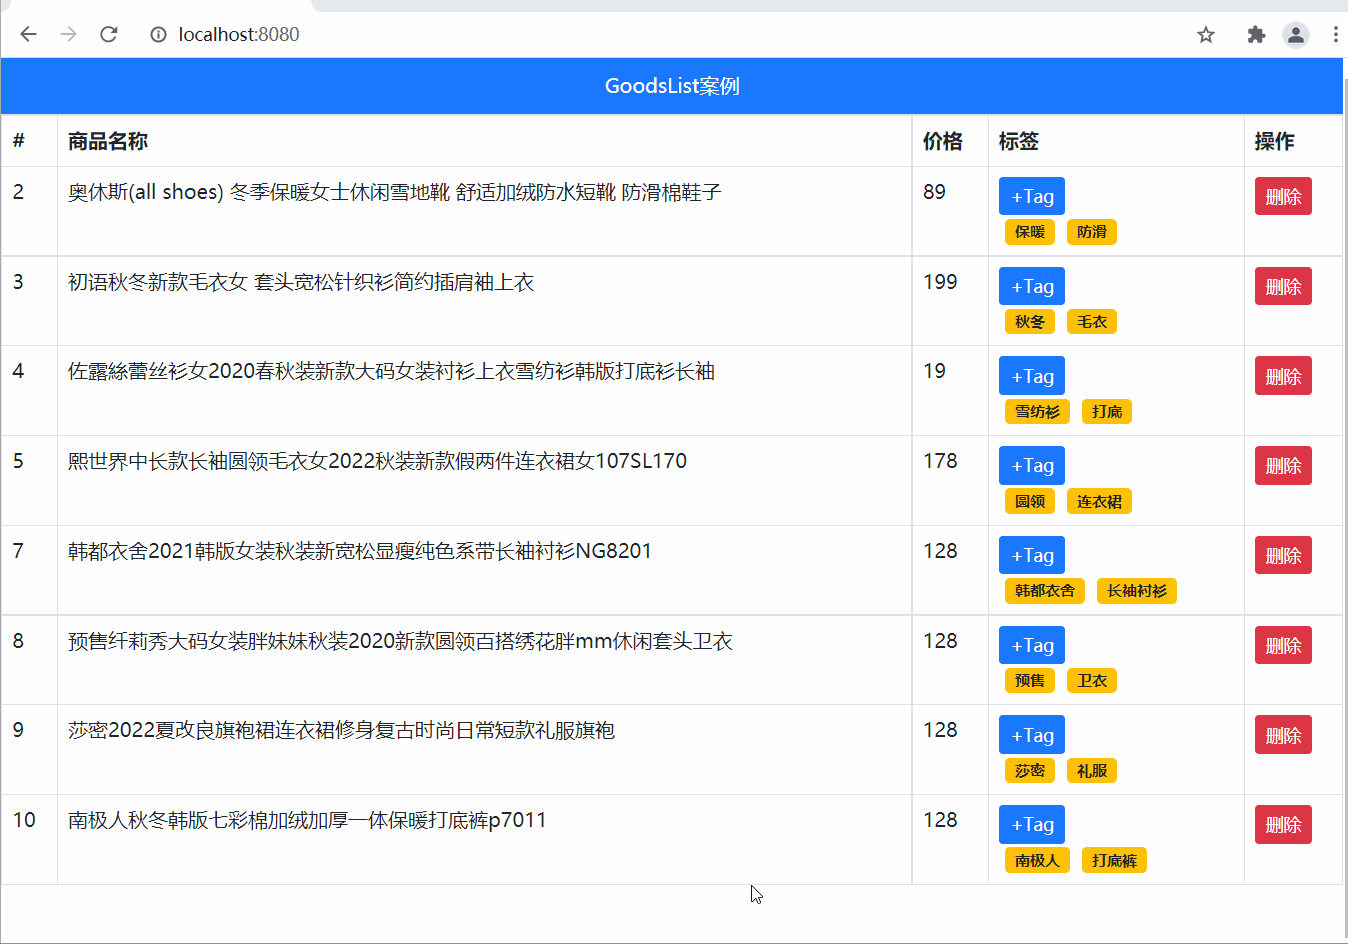 localhost:8080
GoodsList案例
# 商品名称 价格 标签 操作
2 奥休斯(all shoes) 冬季保暖女士休闲雪地靴 舒适加绒防水短靴 防滑棉鞋子 89 +Tag 删除
保暖 防滑
3 初语秋冬新款毛衣女 套头宽松针织衫简约插肩袖上衣 199 +Tag 删除
秋冬 毛衣
4 佐露絲蕾丝衫女2020春秋装新款大码女装衬衫上衣雪纺衫韩版打底衫长袖 19 +Tag 删除
雪纺衫 打底
5 熙世界中长款长袖圆领毛衣女2022秋装新款假两件连衣裙女107SL170 178 +Tag 删除
圆领 连衣裙
7 韩都衣舍2021韩版女装秋装新宽松显瘦纯色系带长袖衬衫NG8201 128 +Tag 删除
韩都衣舍 长袖衬衫
8 预售纤莉秀大码女装胖妹妹秋装2020新款圆领百搭绣花胖mm休闲套头卫衣 128 +Tag 删除
预售 卫衣
9 莎密2022夏改良旗袍裙连衣裙修身复古时尚日常短款礼服旗袍 128 +Tag 删除
莎密 礼服
10 南极人秋冬韩版七彩棉加绒加厚一体保暖打底裤p7011 128 +Tag 删除
南极人 打底裤